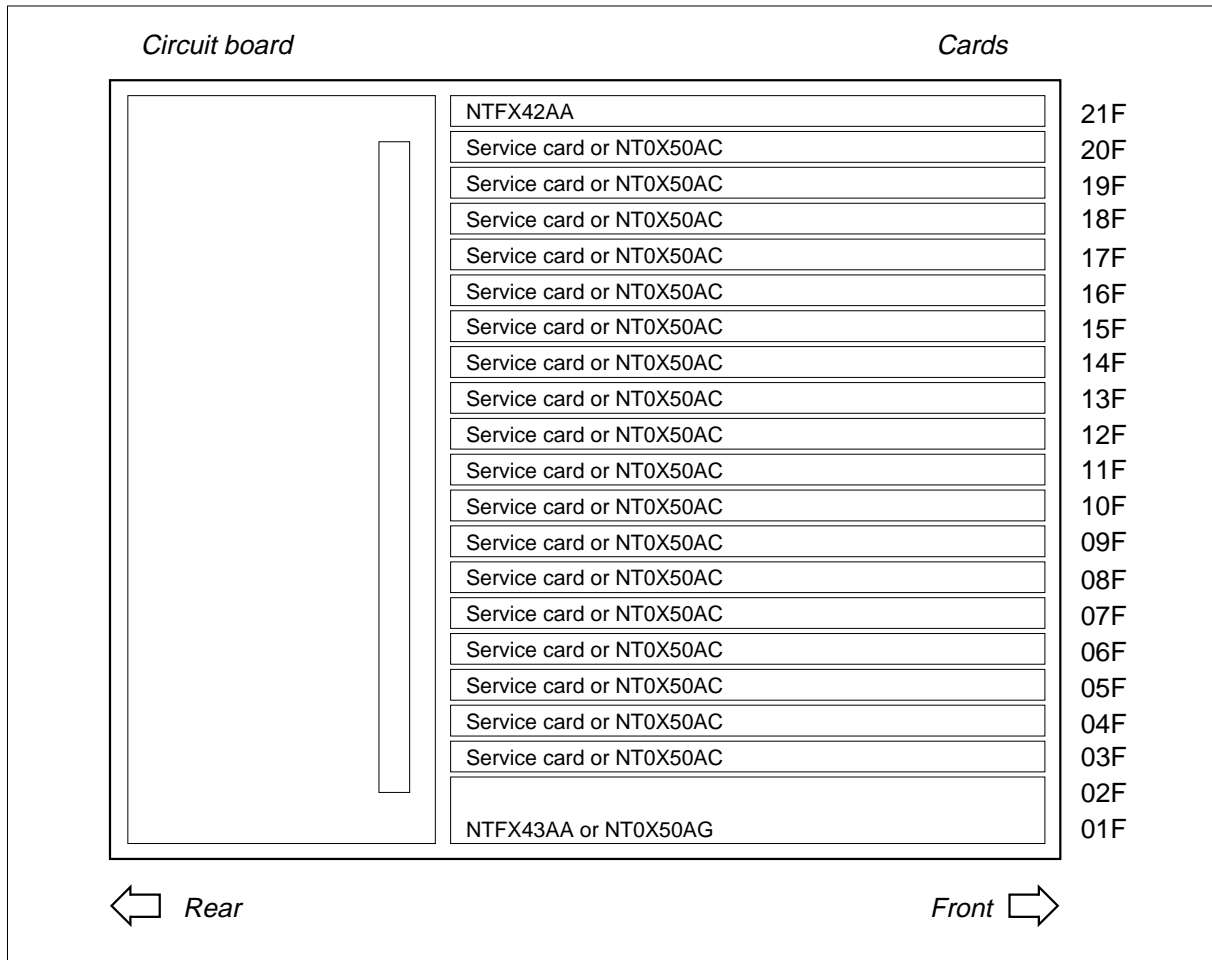 Circuit board Cards
NTFX42AA 21F
Service card or NT0X50AC 20F
Service card or NT0X50AC 19F
Service card or NT0X50AC 18F
Service card or NT0X50AC 17F
Service card or NT0X50AC 16F
Service card or NT0X50AC 15F
Service card or NT0X50AC 14F
Service card or NT0X50AC 13F
Service card or NT0X50AC 12F
Service card or NT0X50AC 11F
Service card or NT0X50AC 10F
Service card or NT0X50AC 09F
Service card or NT0X50AC 08F
Service card or NT0X50AC 07F
Service card or NT0X50AC 06F
Service card or NT0X50AC 05F
Service card or NT0X50AC 04F
Service card or NT0X50AC 03F
02F
NTFX43AA or NT0X50AG 01F
Rear Front